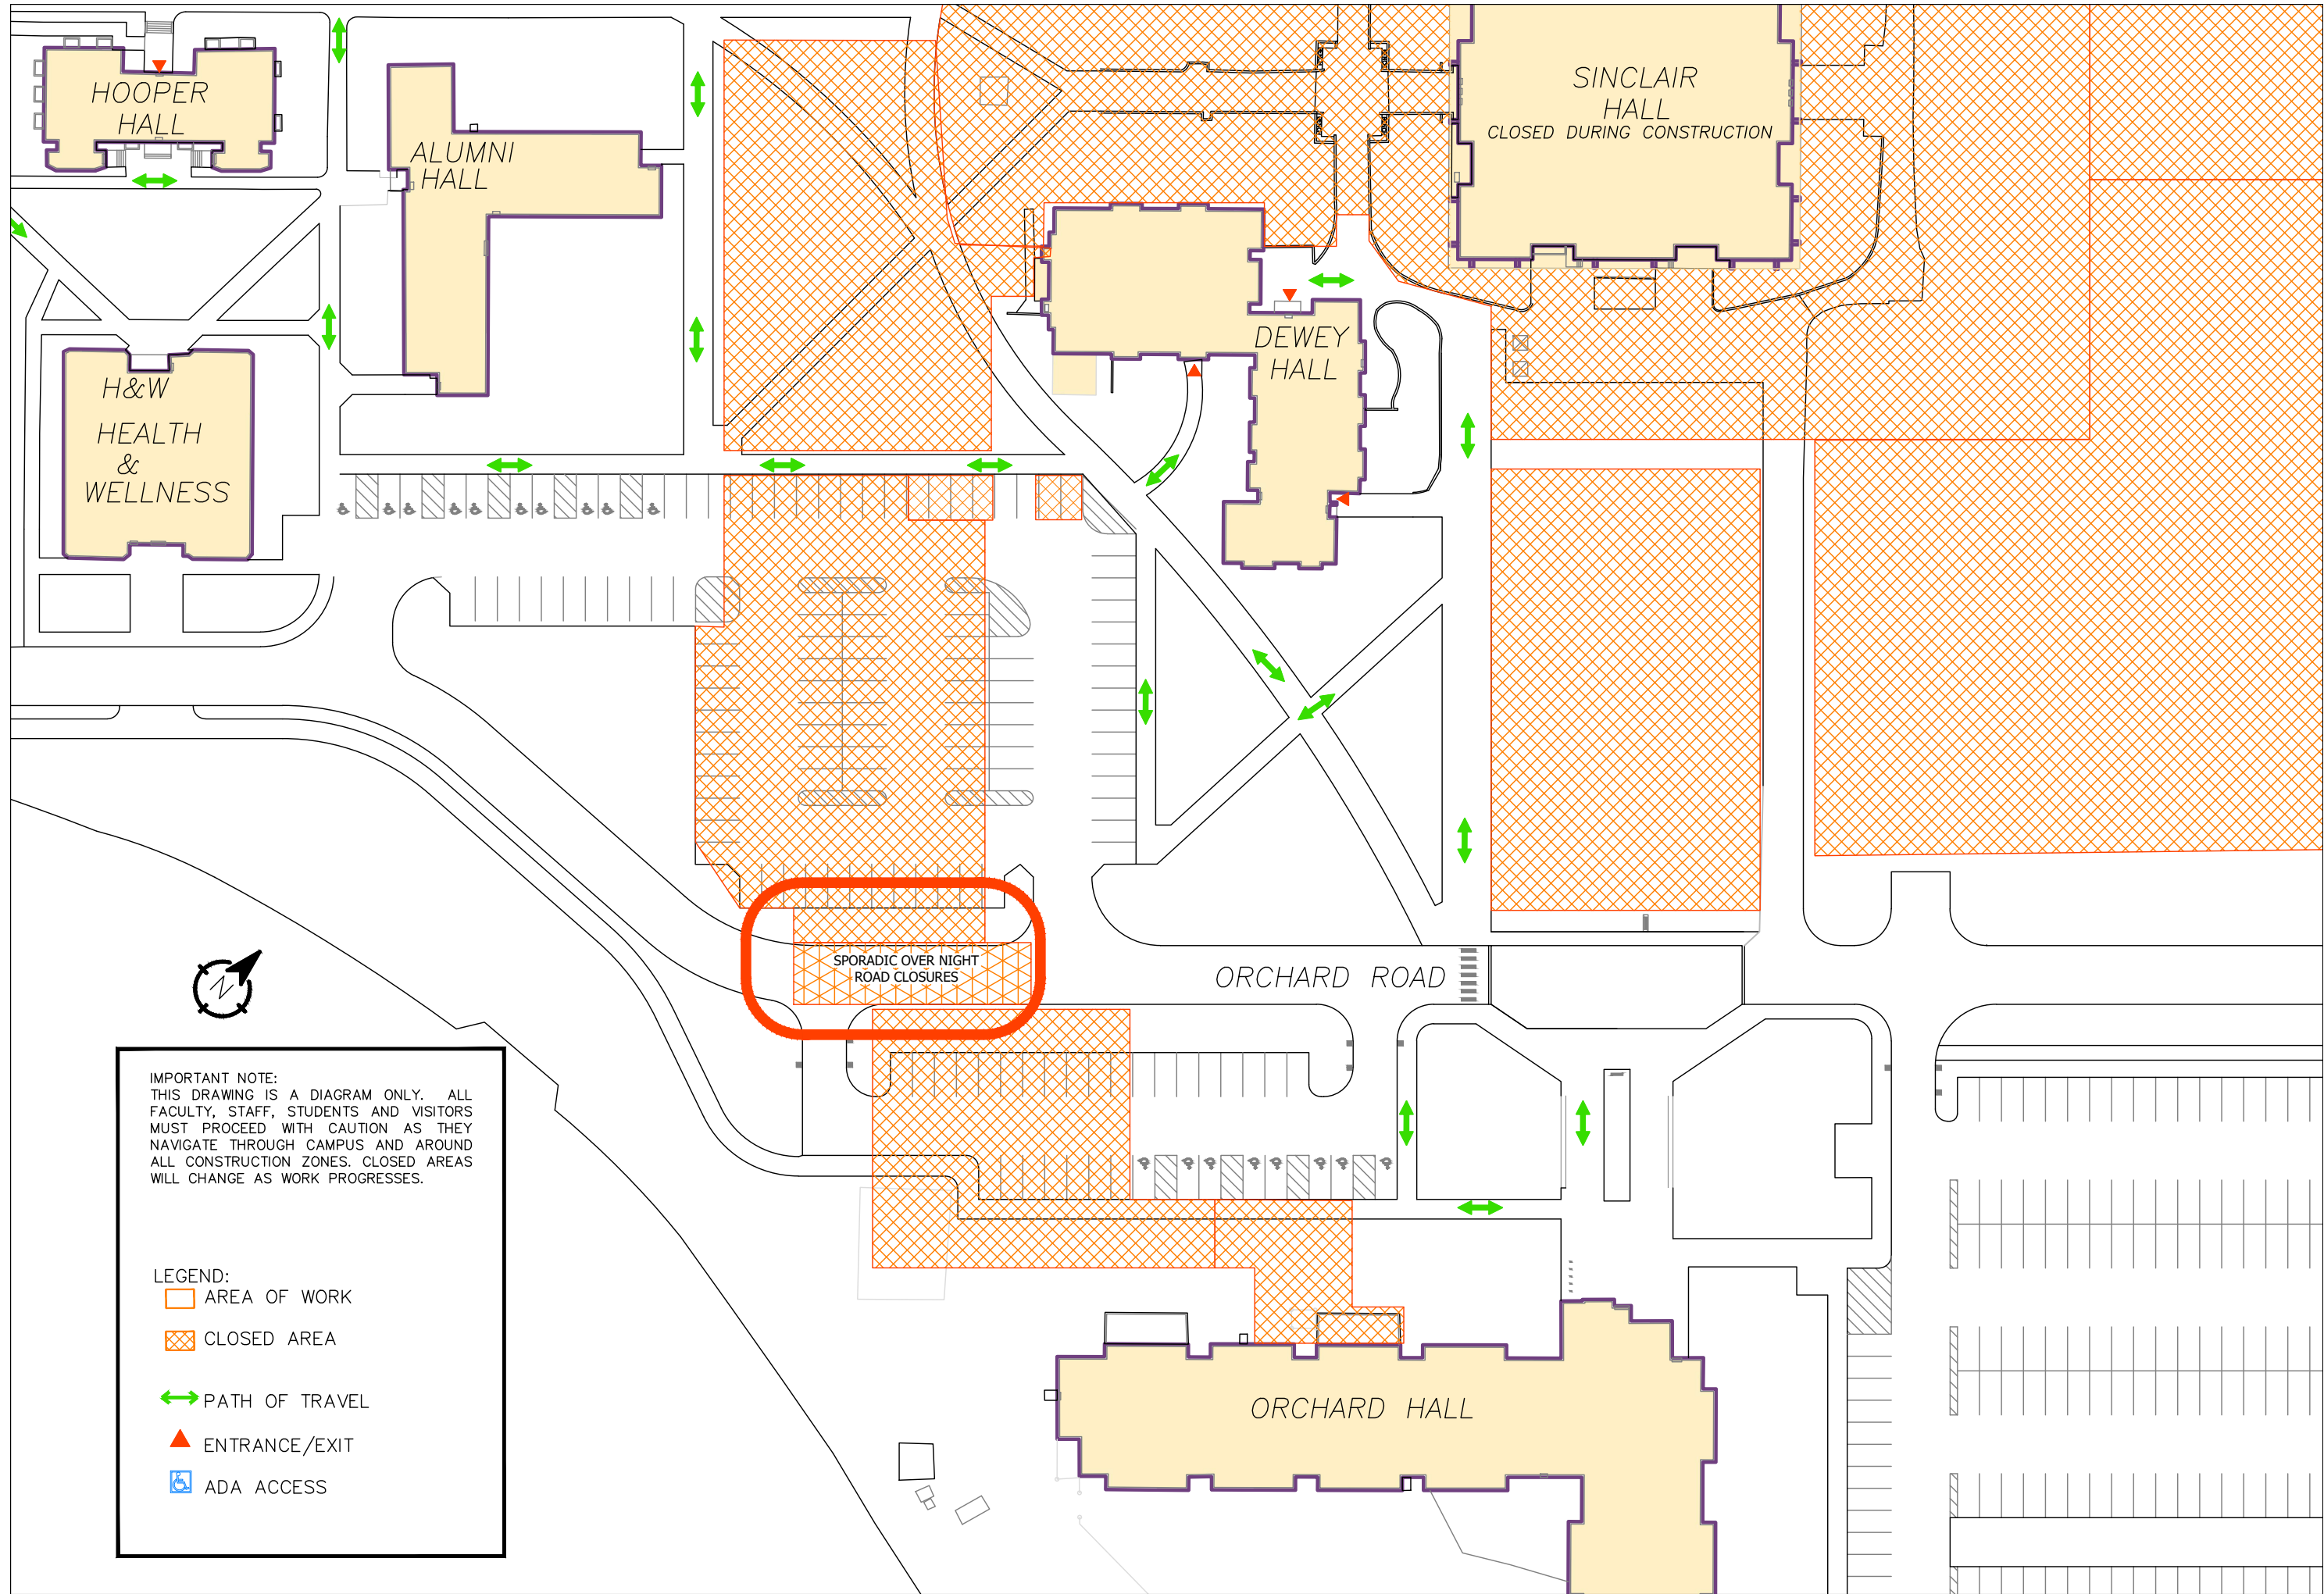 HOOPER
HALL
ALUMNI
HALL
SINCLAIR
HALL
CLOSED DURING CONSTRUCTION
DEWEY
HALL
H&W
HEALTH
&
WELLNESS
SPORADIC OVER NIGHT
ROAD CLOSURES
ORCHARD ROAD
N
IMPORTANT NOTE:
THIS DRAWING IS A DIAGRAM ONLY. ALL
FACULTY, STAFF, STUDENTS AND VISITORS
MUST PROCEED WITH CAUTION AS THEY
NAVIGATE THROUGH CAMPUS AND AROUND
ALL CONSTRUCTION ZONES. CLOSED AREAS
WILL CHANGE AS WORK PROGRESSES.
LEGEND:
AREA OF WORK
CLOSED AREA
PATH OF TRAVEL
ENTRANCE/EXIT
ADA ACCESS
ORCHARD HALL